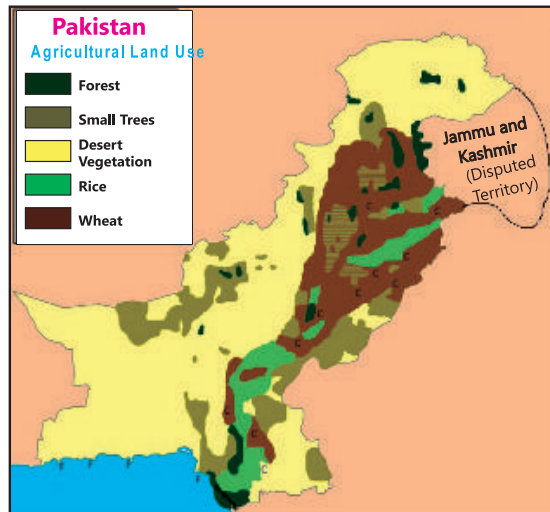 Pakistan
Agricultural Land Use
Forest
Small Trees
Desert
Vegetation
Rice
Wheat
Jammu and
Kashmir
(Disputed
Territory)
C
C
C
C
C
C
C
C
C
C
C
C
F
F
F
F